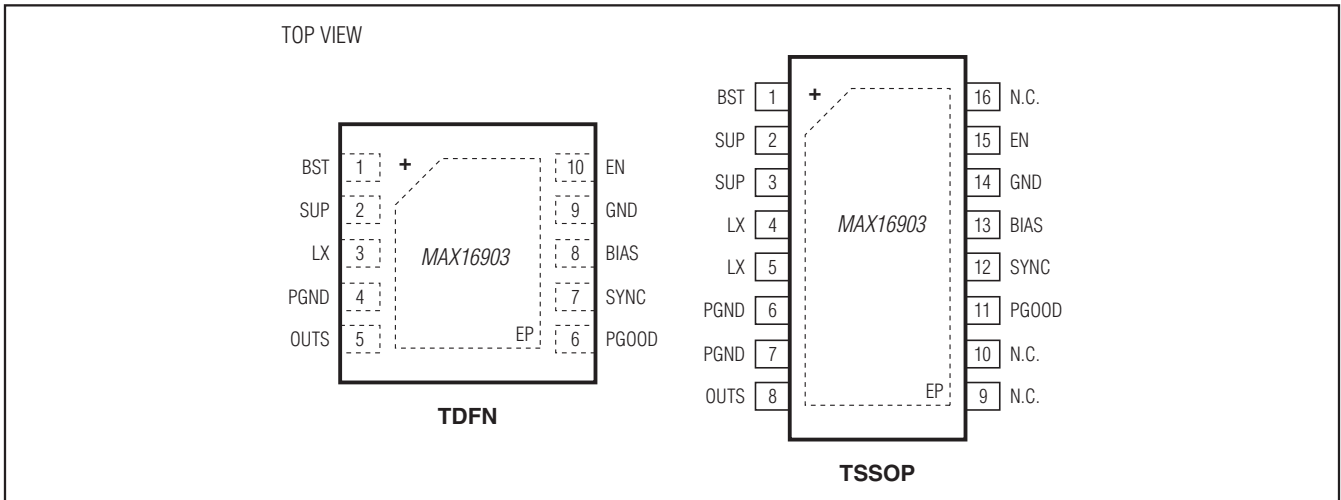 TOP VIEW
BST 1 + 10 EN
SUP 2 9 GND
LX 3 MAX16903 8 BIAS
PGND 4 7 SYNC
OUTS 5 EP 6 PGOOD
TDFN
BST 1 + 16 N.C.
SUP 2 15 EN
SUP 3 14 GND
LX 4 MAX16903 13 BIAS
LX 5 12 SYNC
PGND 6 11 PGOOD
PGND 7 10 N.C.
OUTS 8 EP 9 N.C.
TSSOP